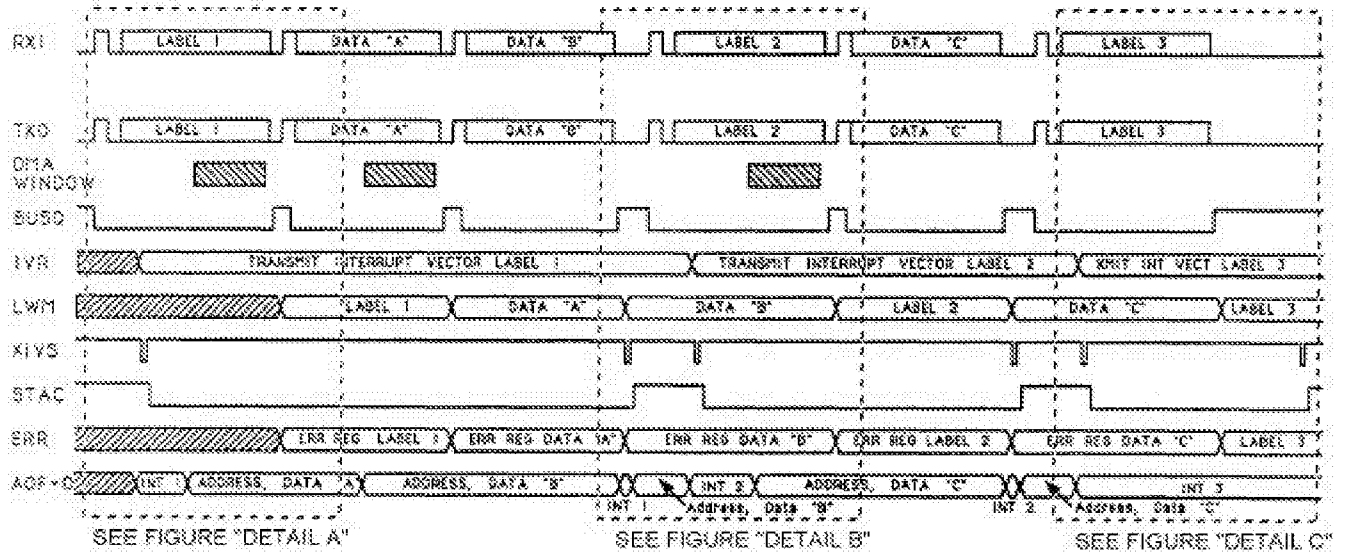 RXI LABEL 1 DATA "A" DATA "B" LABEL 2 DATA "C" LABEL 3
TXO LABEL 1 DATA "A" DATA "B" LABEL 2 DATA "C" LABEL 3
DMA
WINDOW
BUSO
IVR TRANSMIT INTERRUPT VECTOR LABEL 1 TRANSMIT INTERRUPT VECTOR LABEL 2 XMIT INT VECT LABEL 3
LWM LABEL 1 DATA "A" DATA "B" LABEL 2 DATA "C" LABEL 3
XIVS
STAC
ERR ERR REG LABEL 1 ERR REG DATA "A" ERR REG DATA "B" ERR REG LABEL 2 ERR REG DATA "C" LABEL 3
INT 1 ADDRESS, DATA "A" ADDRESS, DATA "B" INT 2 ADDRESS, DATA "C" INT 3
INT 1 Address, Data "B" INT 2 Address, Data "C"
SEE FIGURE "DETAIL A" SEE FIGURE "DETAIL B" SEE FIGURE "DETAIL C"